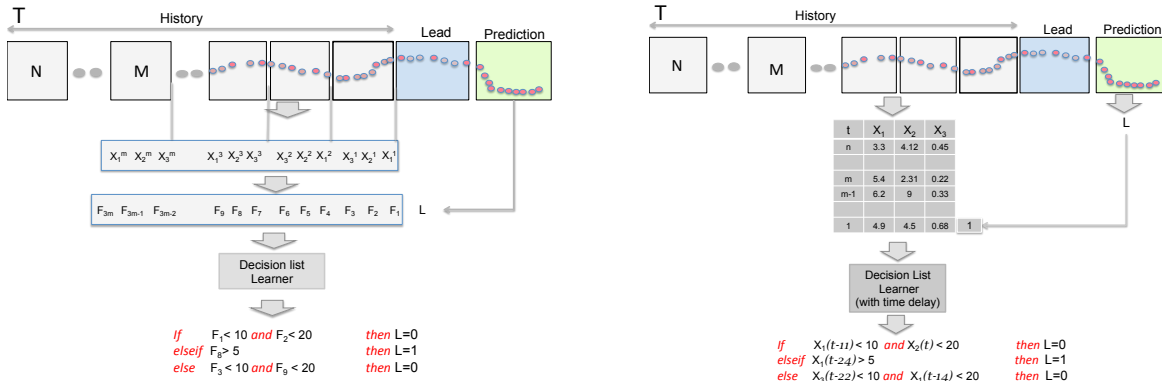 T
History
Lead
Prediction
N
M
X₁ᵐ X₂ᵐ X₃ᵐ X₁³ X₂³ X₃³ X₃² X₂² X₁² X₃¹ X₂¹ X₁¹
F₃ₘ F₃ₘ₋₁ F₃ₘ₋₂ F₉ F₈ F₇ F₆ F₅ F₄ F₃ F₂ F₁ L
Decision list
Learner
If F₁< 10 and F₂< 20 then L=0
elseif F₈> 5 then L=1
else F₃ < 10 and F₉ < 20 then L=0
T
History
Lead
Prediction
N
M
L
t X₁ X₂ X₃
n 3.3 4.12 0.45
m 5.4 2.31 0.22
m-1 6.2 9 0.33
1 4.9 4.5 0.68 1
Decision List
Learner
(with time delay)
If X₁(t-11) < 10 and X₂(t) < 20 then L=0
elseif X₁(t-24) > 5 then L=1
else X₃(t-22) < 10 and X₁(t-14) < 20 then L=0